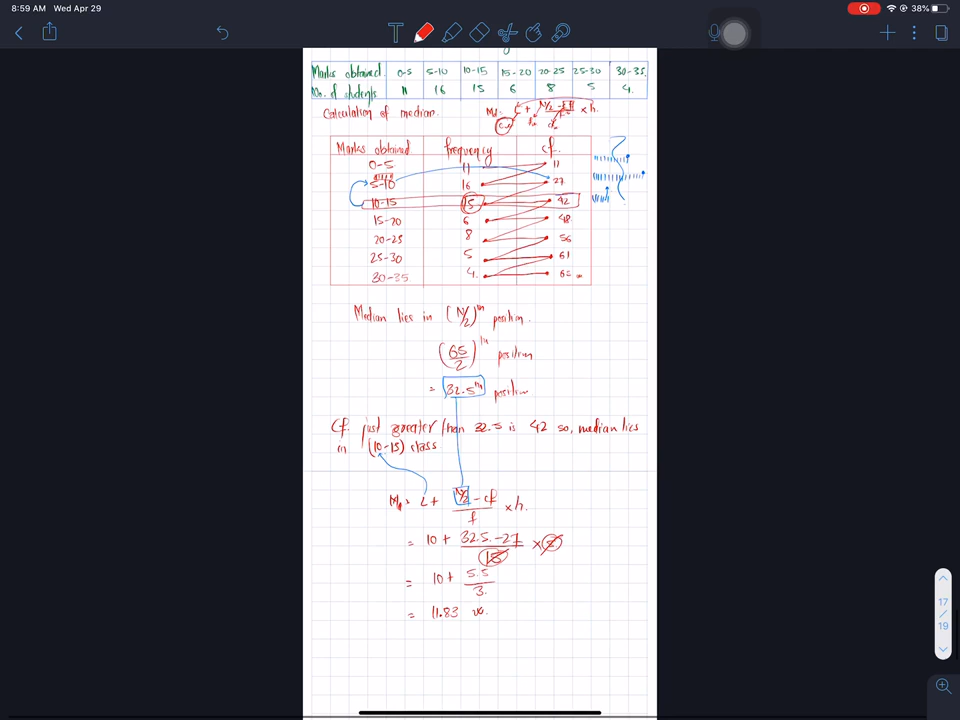 8:59 AM Wed Apr 29
38%
Marks obtained 0-5 5-10 10-15 15-20 20-25 25-30 30-35.
No. of students 11 16 15 6 8 5 4.
Calculation of median. Md = L + N/2 - cf / f × h.
Marks obtained frequency cf.
0-5 11 11
5-10 16 27
10-15 15 42
15-20 6 48
20-25 8 56
25-30 5 61
30-35 4.
Median lies in (N/2)th position.
(65/2)th position
= 32.5th position
Cf. just greater than 32.5 is 42 so, median lies
in (10-15) class.
Md = L + N/2 - cf / f × h.
= 10 + 32.5 - 27 / 15 × 5
= 10 + 5.5 / 3.
= 11.83
17
/
19